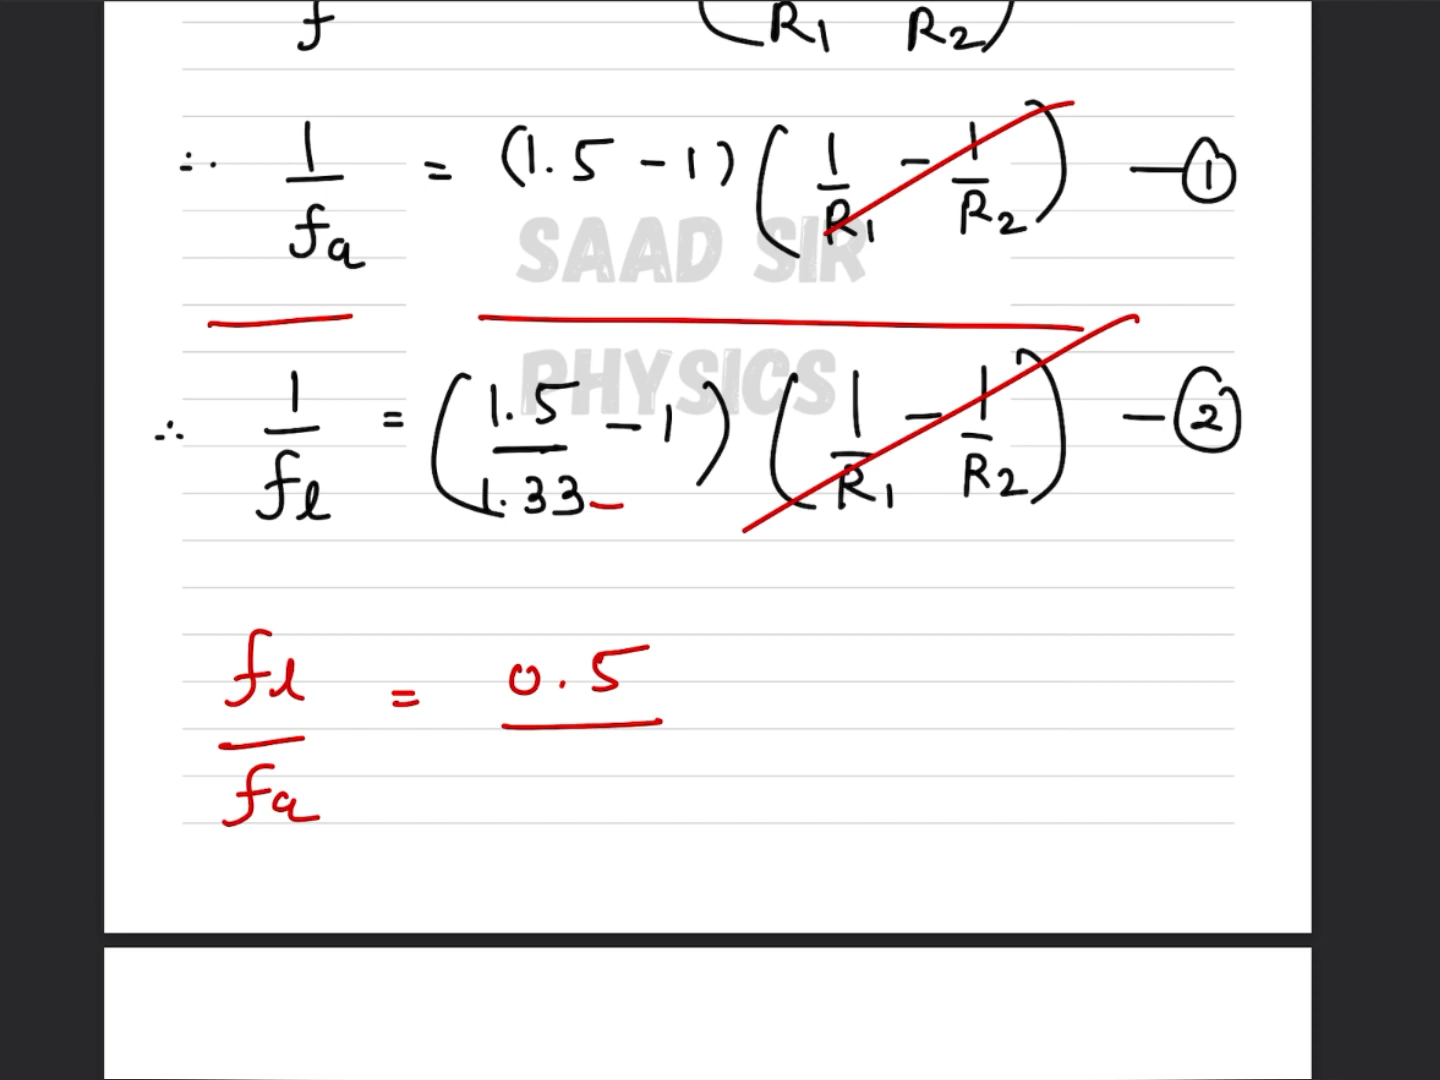 f (R₁ R₂)
∴ 1/fa = (1.5 - 1) (1/R₁ - 1/R₂) — ①
SAAD SIR
PHYSICS
∴ 1/fl = (1.5/1.33 - 1) (1/R₁ - 1/R₂) — ②
fl/fa = 0.5